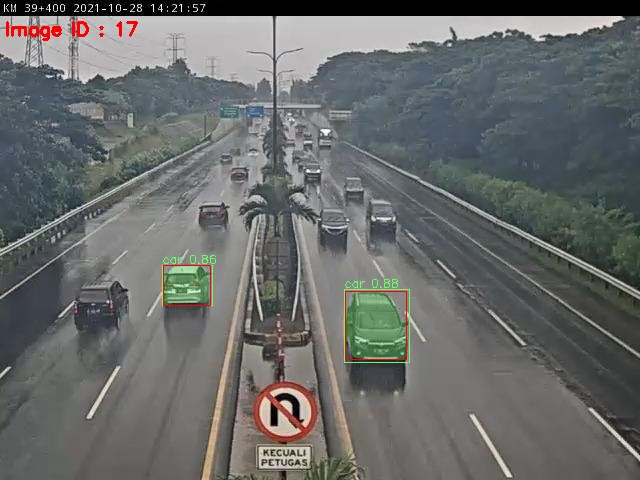 KM 39+400 2021-10-28 14:21:57
Image ID : 17
car 0.86
car 0.88
KECUALI
PETUGAS